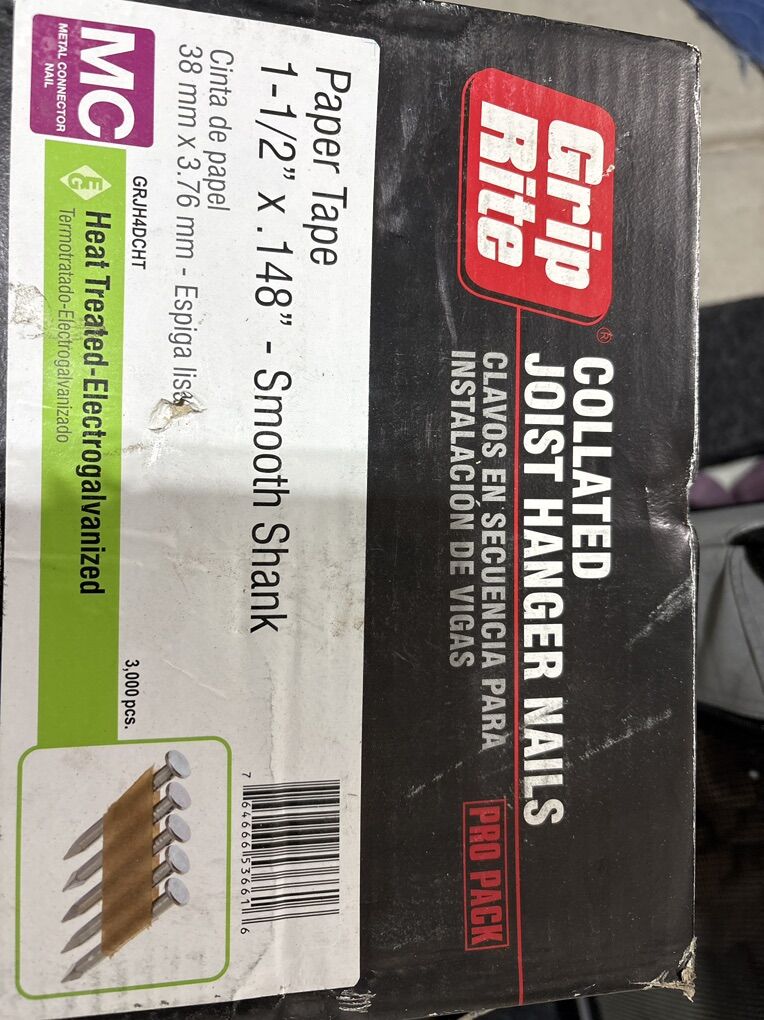 Grip
Rite®
COLLATED
JOIST HANGER NAILS
CLAVOS EN SECUENCIA PARA
INSTALACIÓN DE VIGAS
PRO PACK
Paper Tape
1-1/2" x .148" - Smooth Shank
Cinta de papel
38 mm x 3.76 mm - Espiga lisa
MC
METAL CONNECTOR
NAIL
GRJH4DCHT
3,000 pcs.
EG
Heat Treated-Electrogalvanized
Termotratado-Electrogalvanizado
7 64666 53661 6